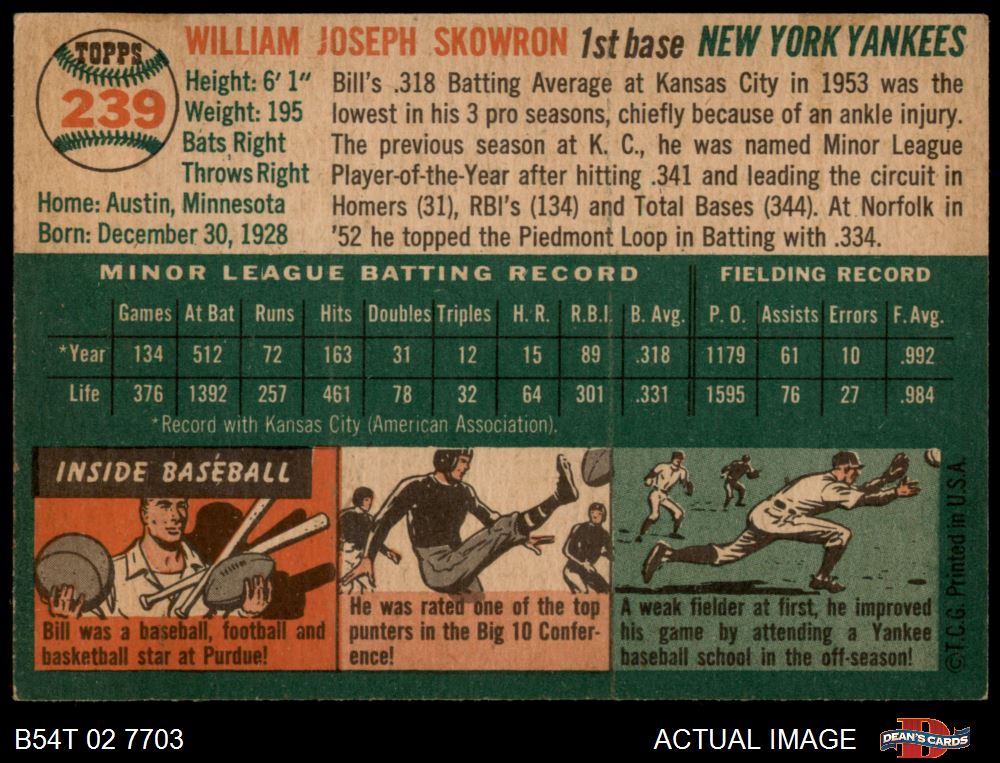 TOPPS
239
WILLIAM JOSEPH SKOWRON 1st base NEW YORK YANKEES
Height: 6' 1"
Weight: 195
Bats Right
Throws Right
Home: Austin, Minnesota
Born: December 30, 1928
Bill's .318 Batting Average at Kansas City in 1953 was the
lowest in his 3 pro seasons, chiefly because of an ankle injury.
The previous season at K. C., he was named Minor League
Player-of-the-Year after hitting .341 and leading the circuit in
Homers (31), RBI's (134) and Total Bases (344). At Norfolk in
'52 he topped the Piedmont Loop in Batting with .334.
MINOR LEAGUE BATTING RECORD FIELDING RECORD
Games At Bat Runs Hits Doubles Triples H. R. R.B.I. B. Avg. P. O. Assists Errors F. Avg.
*Year 134 512 72 163 31 12 15 89 .318 1179 61 10 .992
Life 376 1392 257 461 78 32 64 301 .331 1595 76 27 .984
*Record with Kansas City (American Association).
INSIDE BASEBALL
Bill was a baseball, football and
basketball star at Purdue!
He was rated one of the top
punters in the Big 10 Confer-
ence!
A weak fielder at first, he improved
his game by attending a Yankee
baseball school in the off-season!
©T.C.G. Printed in U.S.A.
B54T 02 7703
ACTUAL IMAGE
D
DEAN'S CARDS